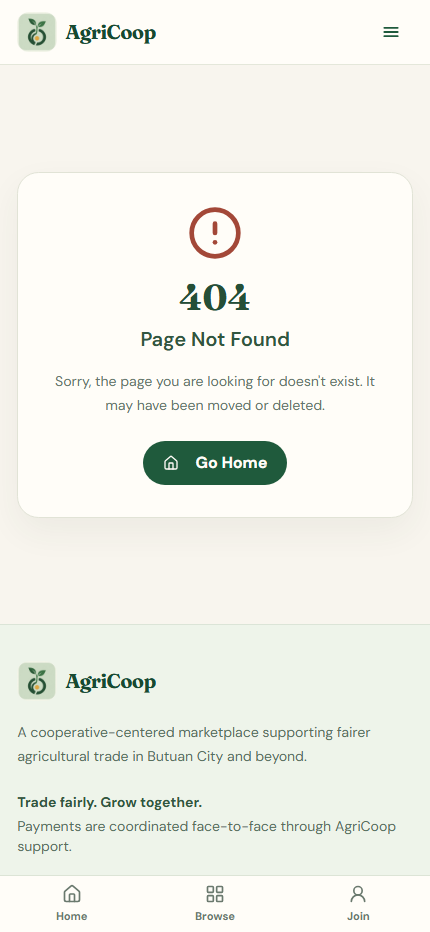 AgriCoop
404
Page Not Found
Sorry, the page you are looking for doesn't exist. It
may have been moved or deleted.
Go Home
AgriCoop
A cooperative-centered marketplace supporting fairer
agricultural trade in Butuan City and beyond.
Trade fairly. Grow together.
Payments are coordinated face-to-face through AgriCoop
support.
Home
Browse
Join